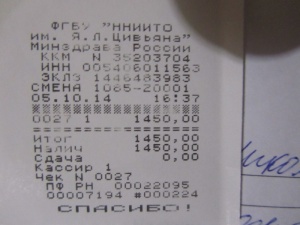 ФГБУ "ННИИТО
им. Я.Л.Цивьяна"
Минздрава России
ККМ N 35203704
ИНН 005406011563
ЭКЛЗ 1446483983
СМЕНА 1065-20001
05.10.14 16:37
0027 1 1450,00
Итог 1450,00
Налич 1450,00
Сдача 0,00
Кассир 1
Чек N 0027
ПФ РН 00022095
00007194 #000224
СПАСИБО!